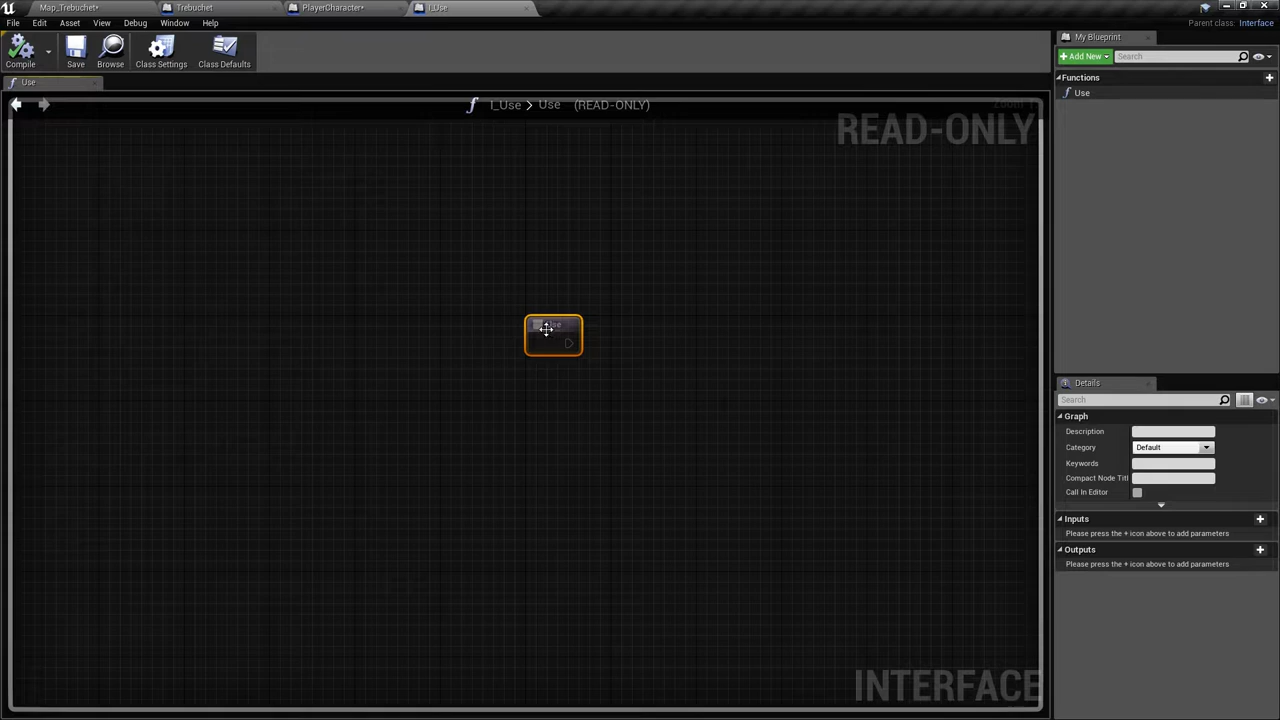 Map_Trebuchet*
Trebuchet
PlayerCharacter*
I_Use
File Edit Asset View Debug Window Help
Parent class: Interface
Compile
Save
Browse
Class Settings
Class Defaults
My Blueprint
Add New
Search
Functions
Use
Use
I_Use > Use (READ-ONLY)
READ-ONLY
Details
Search
Graph
Description
Category
Default
Keywords
Compact Node Titl
Call In Editor
Inputs
Please press the + icon above to add parameters
Outputs
Please press the + icon above to add parameters
INTERFACE